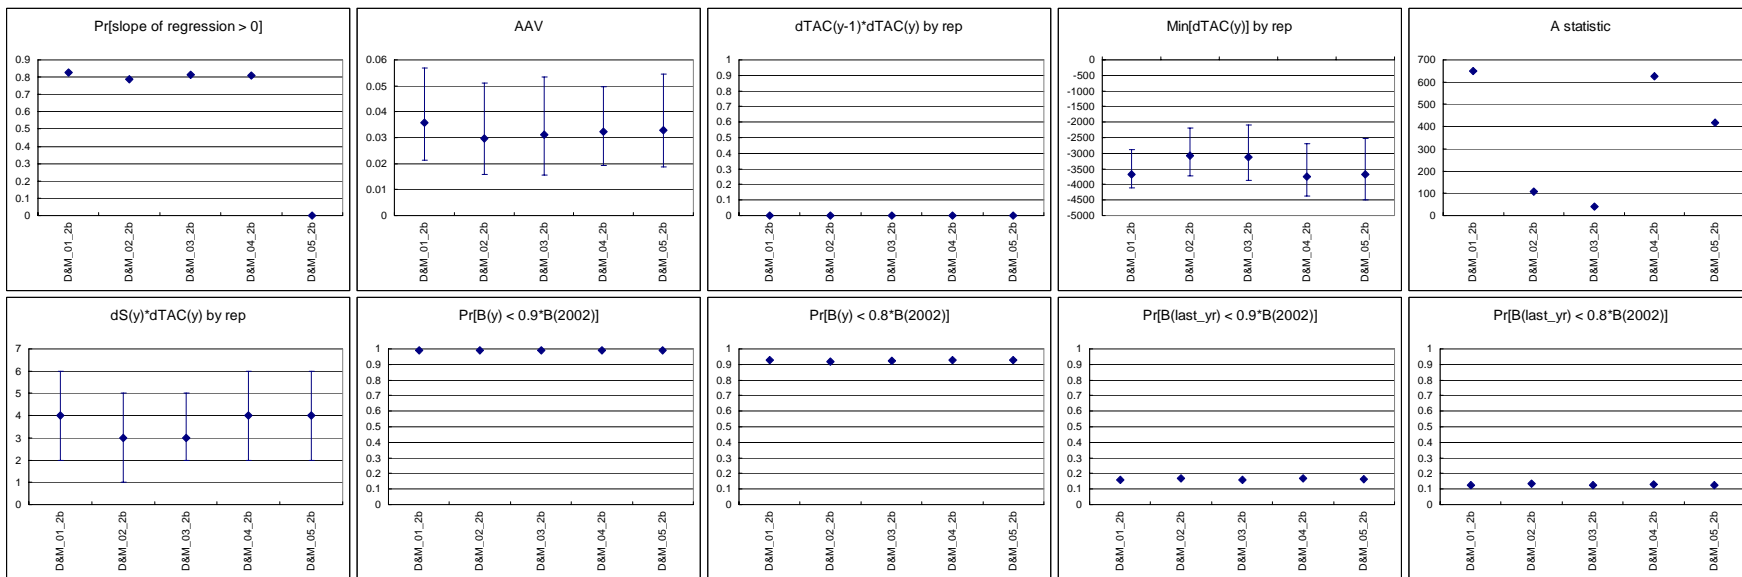 Pr[slope of regression > 0]
0.9
0.8
0.7
0.6
0.5
0.4
0.3
0.2
0.1
0
D&M_01_2b
D&M_02_2b
D&M_03_2b
D&M_04_2b
D&M_05_2b
AAV
0.06
0.05
0.04
0.03
0.02
0.01
0
D&M_01_2b
D&M_02_2b
D&M_03_2b
D&M_04_2b
D&M_05_2b
dTAC(y-1)*dTAC(y) by rep
1
0.9
0.8
0.7
0.6
0.5
0.4
0.3
0.2
0.1
0
D&M_01_2b
D&M_02_2b
D&M_03_2b
D&M_04_2b
D&M_05_2b
Min[dTAC(y)] by rep
0
-500
-1000
-1500
-2000
-2500
-3000
-3500
-4000
-4500
-5000
D&M_01_2b
D&M_02_2b
D&M_03_2b
D&M_04_2b
D&M_05_2b
A statistic
700
600
500
400
300
200
100
0
D&M_01_2b
D&M_02_2b
D&M_03_2b
D&M_04_2b
D&M_05_2b
dS(y)*dTAC(y) by rep
7
6
5
4
3
2
1
0
D&M_01_2b
D&M_02_2b
D&M_03_2b
D&M_04_2b
D&M_05_2b
Pr[B(y) < 0.9*B(2002)]
1
0.9
0.8
0.7
0.6
0.5
0.4
0.3
0.2
0.1
0
D&M_01_2b
D&M_02_2b
D&M_03_2b
D&M_04_2b
D&M_05_2b
Pr[B(y) < 0.8*B(2002)]
1
0.9
0.8
0.7
0.6
0.5
0.4
0.3
0.2
0.1
0
D&M_01_2b
D&M_02_2b
D&M_03_2b
D&M_04_2b
D&M_05_2b
Pr[B(last_yr) < 0.9*B(2002)]
1
0.9
0.8
0.7
0.6
0.5
0.4
0.3
0.2
0.1
0
D&M_01_2b
D&M_02_2b
D&M_03_2b
D&M_04_2b
D&M_05_2b
Pr[B(last_yr) < 0.8*B(2002)]
1
0.9
0.8
0.7
0.6
0.5
0.4
0.3
0.2
0.1
0
D&M_01_2b
D&M_02_2b
D&M_03_2b
D&M_04_2b
D&M_05_2b